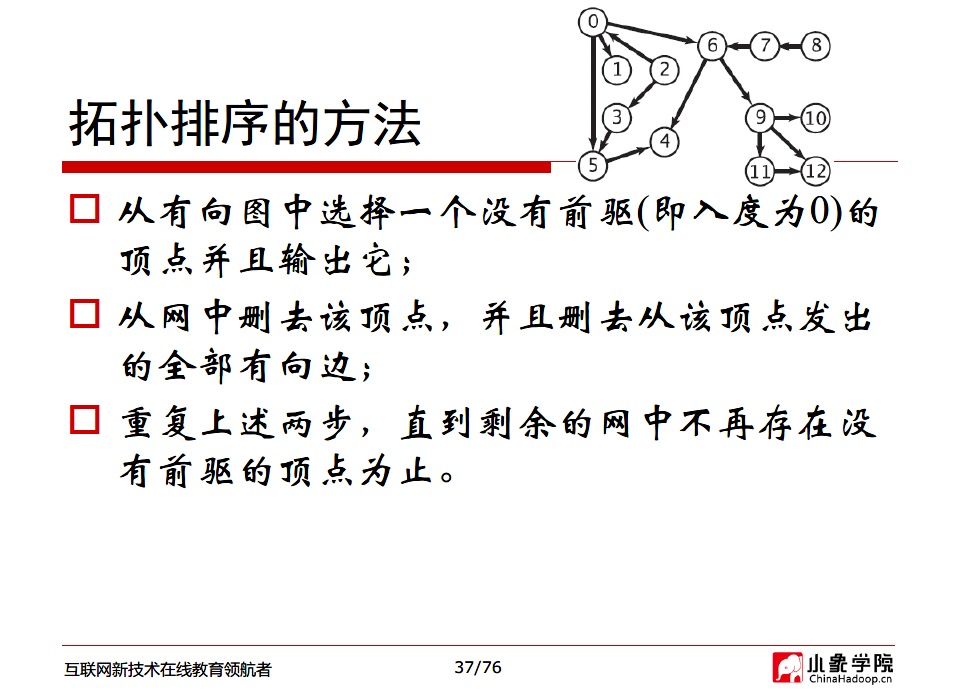 0
6
7
8
1
2
拓扑排序的方法
3
9
10
4
5
11
12
从有向图中选择一个没有前驱(即入度为0)的
顶点并且输出它；
从网中删去该顶点，并且删去从该顶点发出
的全部有向边；
重复上述两步，直到剩余的网中不再存在没
有前驱的顶点为止。
互联网新技术在线教育领航者
37/76
小象学院
ChinaHadoop.cn